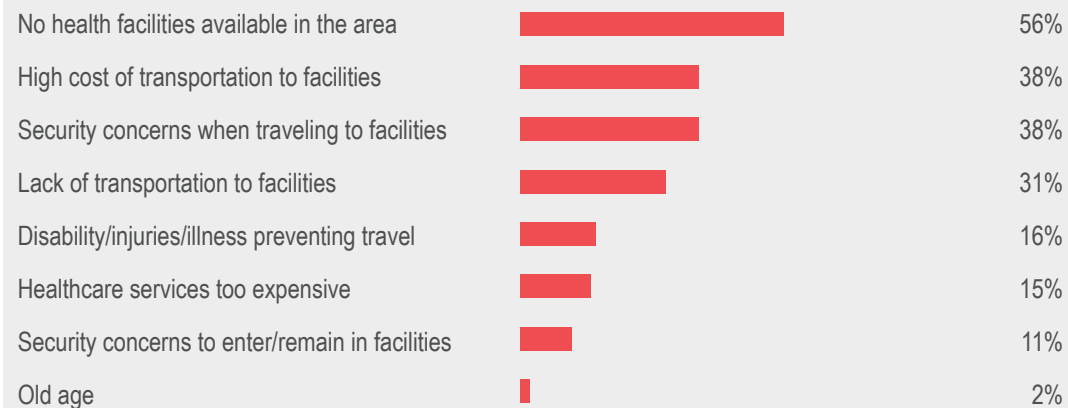 No health facilities available in the area 56%
High cost of transportation to facilities 38%
Security concerns when traveling to facilities 38%
Lack of transportation to facilities 31%
Disability/injuries/illness preventing travel 16%
Healthcare services too expensive 15%
Security concerns to enter/remain in facilities 11%
Old age 2%